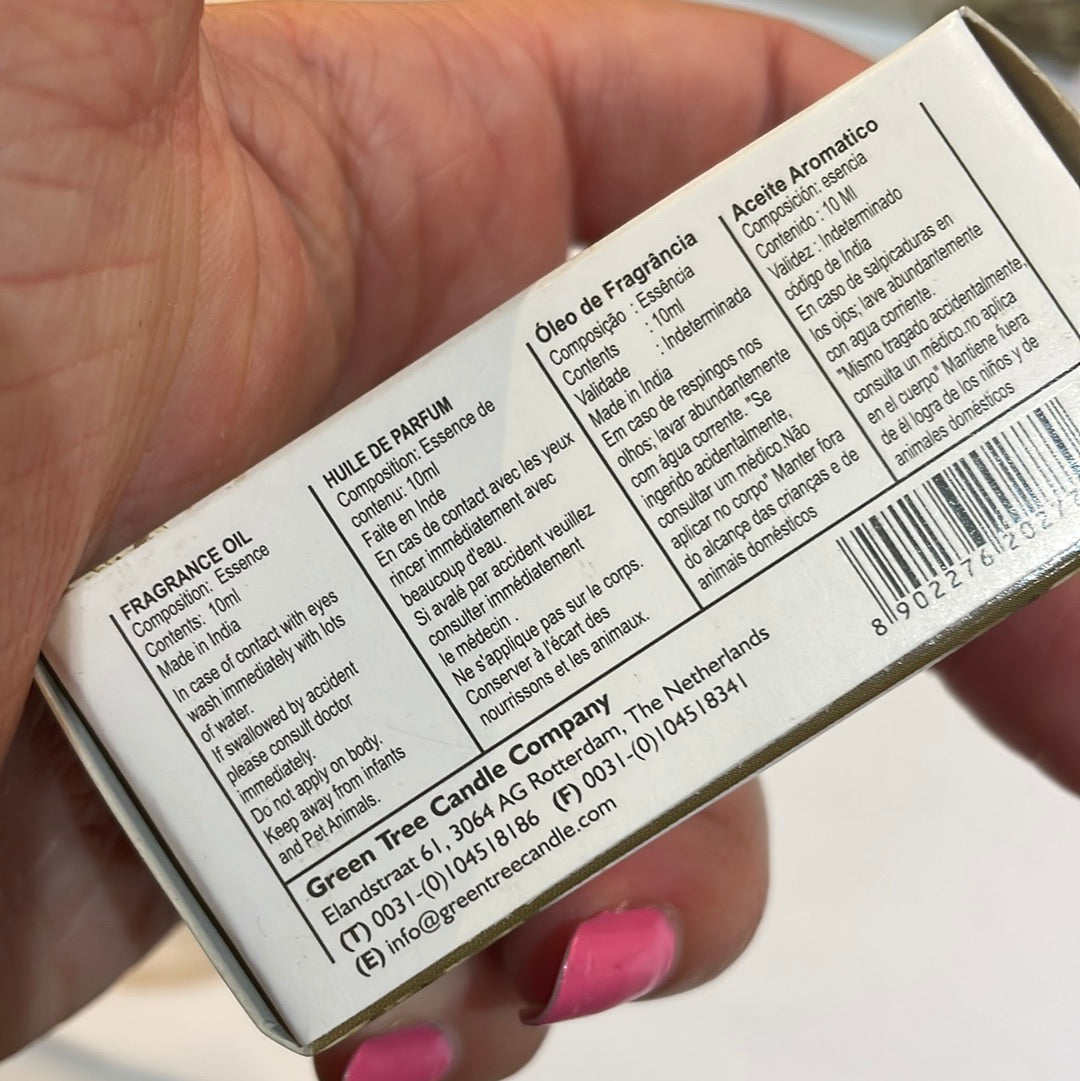 FRAGRANCE OIL
Composition: Essence
Contents: 10ml
Made in India
In case of contact with eyes
wash immediately with lots
of water.
If swallowed by accident
please consult doctor
immediately.
Do not apply on body.
Keep away from infants
and Pet Animals.
HUILE DE PARFUM
Composition: Essence de
contenu: 10ml
Faite en Inde
En cas de contact avec les yeux
rincer immédiatement avec
beaucoup d'eau.
Si avalé par accident veuillez
consulter immédiatement
le médecin .
Ne s'applique pas sur le corps.
Conserver à l'écart des
nourrissons et les animaux.
Óleo de Fragrância
Composição : Essência
Contents : 10ml
Validade : Indeterminada
Made in India
Em caso de respingos nos
olhos; lavar abundantemente
com água corrente. "Se
ingerido acidentalmente,
consultar um médico.Não
aplicar no corpo" Manter fora
do alcance das crianças e de
animais domésticos
Aceite Aromatico
Composición: esencia
Contenido : 10 Ml
Validez : Indeterminado
código de India
En caso de salpicaduras en
los ojos; lave abundantemente
con agua corriente.
"Mismo tragado accidentalmente,
consulta un médico.no aplica
en el cuerpo" Mantiene fuera
de él logra de los niños y de
animales domésticos
Green Tree Candle Company
Elandstraat 61, 3064 AG Rotterdam, The Netherlands
(T) 0031-(0)104518186 (F) 0031-(0)104518341
(E) info@greentreecandle.com
8 902276 2027